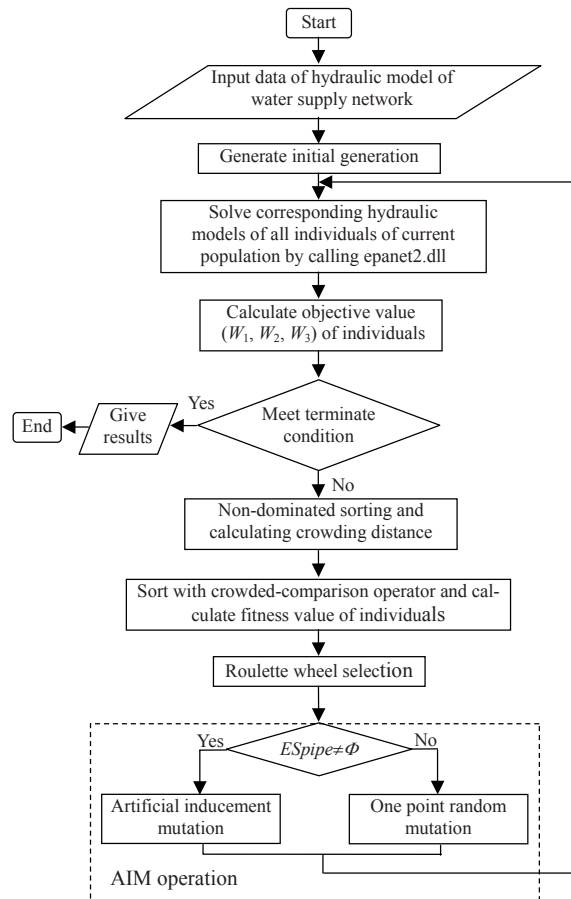 Start
Input data of hydraulic model of
water supply network
Generate initial generation
Solve corresponding hydraulic
models of all individuals of current
population by calling epanet2.dll
Calculate objective value
(W₁, W₂, W₃) of individuals
Meet terminate
condition
Yes
Give
results
End
No
Non-dominated sorting and
calculating crowding distance
Sort with crowded-comparison operator and cal-
culate fitness value of individuals
Roulette wheel selection
ESpipe≠Φ
Yes
No
Artificial inducement
mutation
One point random
mutation
AIM operation